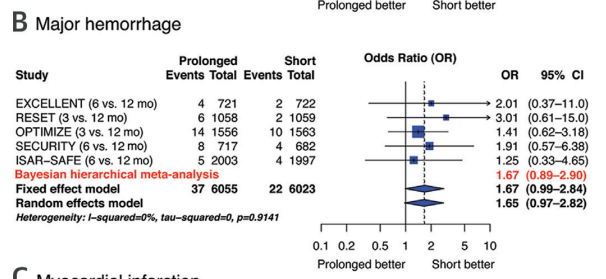 Prolonged better Short better
B Major hemorrhage
Prolonged Short Odds Ratio (OR)
Study Events Total Events Total OR 95% CI
EXCELLENT (6 vs. 12 mo) 4 721 2 722 2.01 (0.37–11.0)
RESET (3 vs. 12 mo) 6 1058 2 1059 3.01 (0.61–15.0)
OPTIMIZE (3 vs. 12 mo) 14 1556 10 1563 1.41 (0.62–3.18)
SECURITY (6 vs. 12 mo) 8 717 4 682 1.91 (0.57–6.38)
ISAR–SAFE (6 vs. 12 mo) 5 2003 4 1997 1.25 (0.33–4.65)
Bayesian hierarchical meta-analysis 1.67 (0.89–2.90)
Fixed effect model 37 6055 22 6023 1.67 (0.99–2.84)
Random effects model 1.65 (0.97–2.82)
Heterogeneity: I–squared=0%, tau–squared=0, p=0.9141
0.1 0.2 0.5 1 2 5 10
Prolonged better Short better
C Myocardial infarction